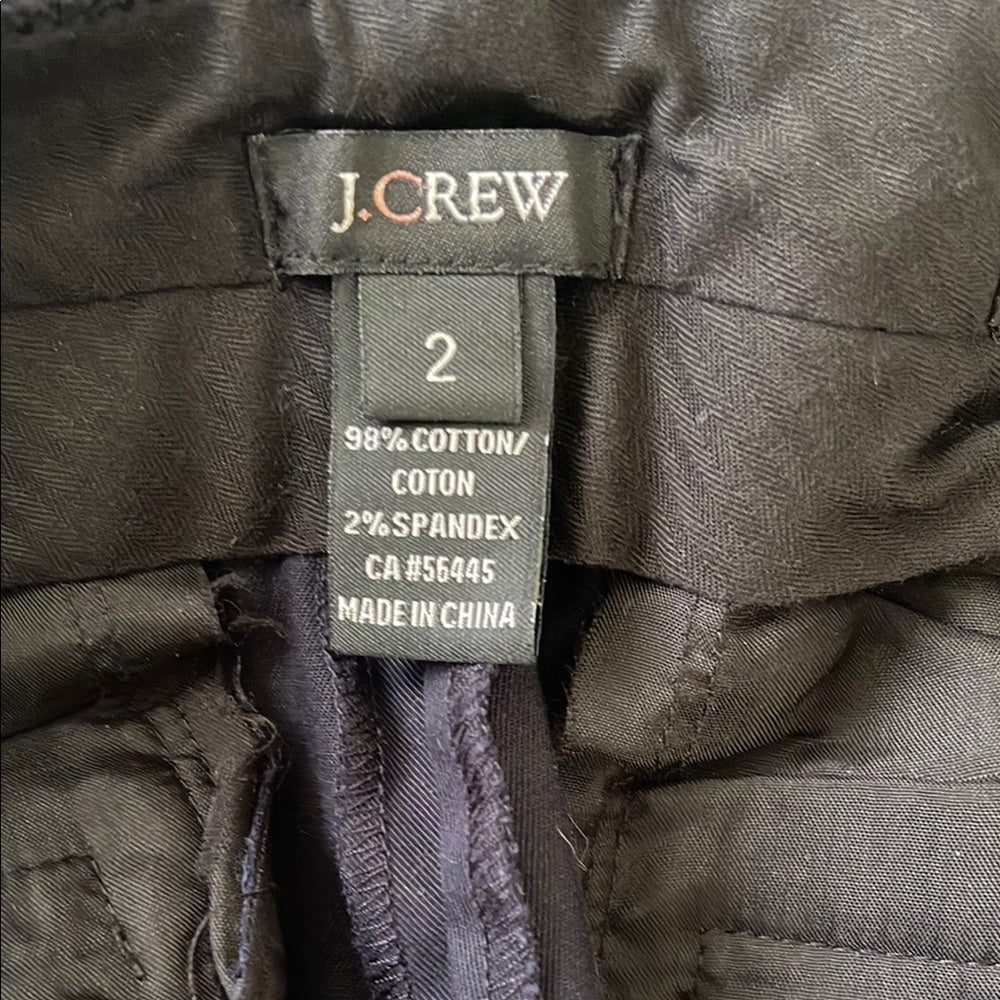 J.CREW
2
98% COTTON/
COTON
2% SPANDEX
CA #56445
MADE IN CHINA